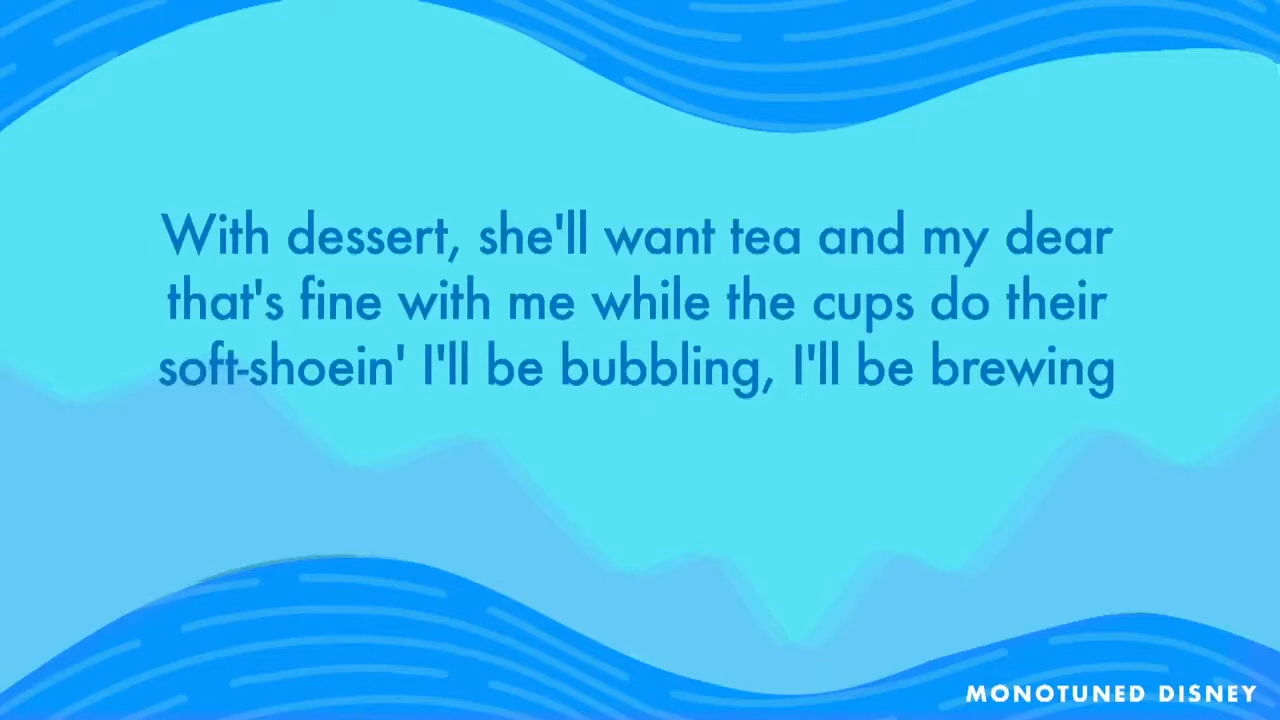 With dessert, she'll want tea and my dear
that's fine with me while the cups do their
soft-shoein' I'll be bubbling, I'll be brewing
MONOTUNED DISNEY